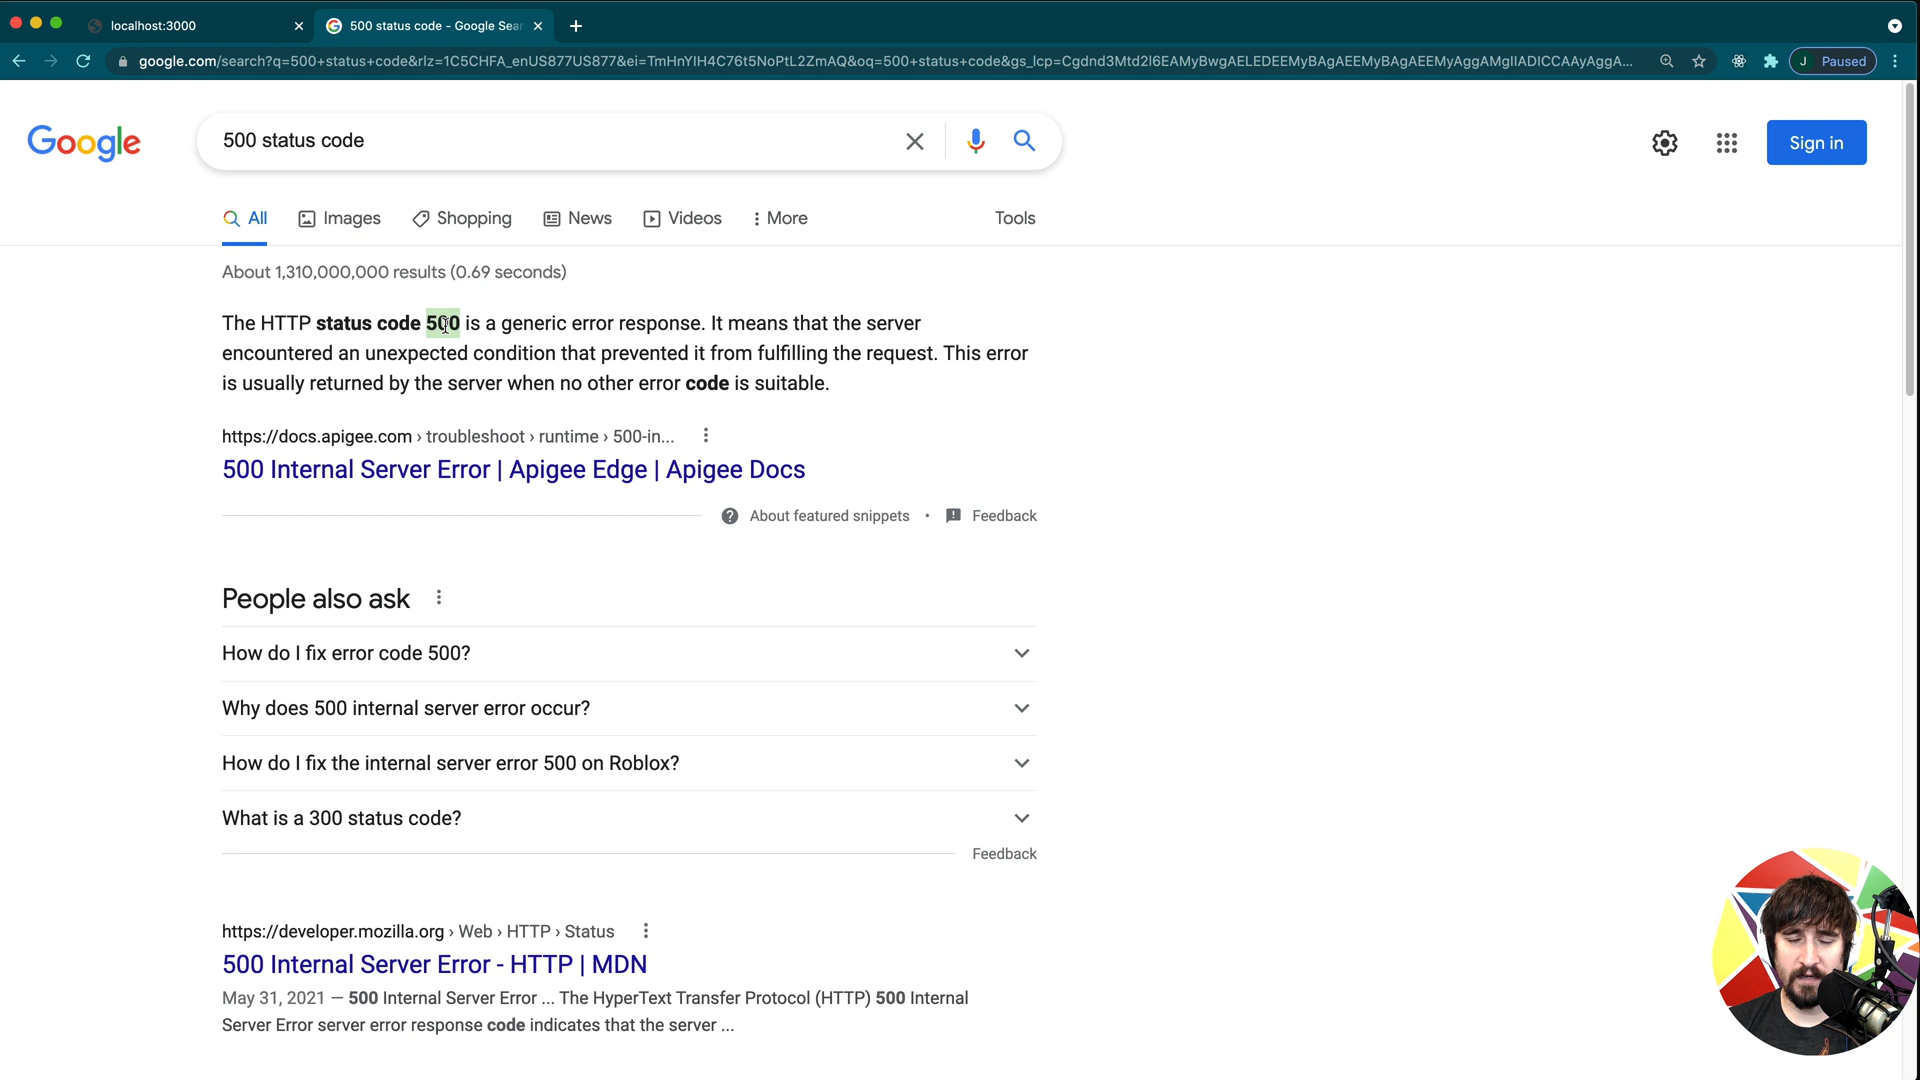 localhost:3000
500 status code - Google Sear
google.com/search?q=500+status+code&rlz=1C5CHFA_enUS877US877&ei=TmHnYIH4C76t5NoPtL2ZmAQ&oq=500+status+code&gs_lcp=Cgdnd3Mtd2l6EAMyBwgAELEDEEMyBAgAEEMyBAgAEEMyAggAMgIIADICCAAyAggA...
J Paused
Google
500 status code
Sign in
All Images Shopping News Videos More Tools
About 1,310,000,000 results (0.69 seconds)
The HTTP status code 500 is a generic error response. It means that the server
encountered an unexpected condition that prevented it from fulfilling the request. This error
is usually returned by the server when no other error code is suitable.
https://docs.apigee.com › troubleshoot › runtime › 500-in...
500 Internal Server Error | Apigee Edge | Apigee Docs
About featured snippets • Feedback
People also ask
How do I fix error code 500?
Why does 500 internal server error occur?
How do I fix the internal server error 500 on Roblox?
What is a 300 status code?
Feedback
https://developer.mozilla.org › Web › HTTP › Status
500 Internal Server Error - HTTP | MDN
May 31, 2021 — 500 Internal Server Error ... The HyperText Transfer Protocol (HTTP) 500 Internal
Server Error server error response code indicates that the server ...